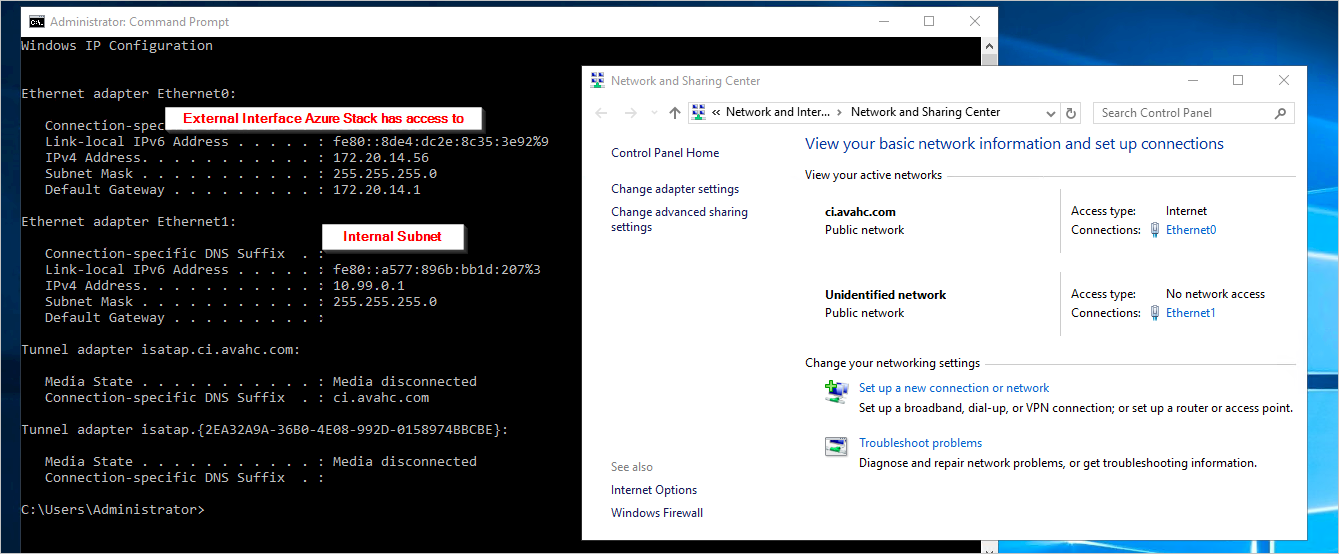 Administrator: Command Prompt
Windows IP Configuration
Ethernet adapter Ethernet0:
Connection-spec
External Interface Azure Stack has access to
Link-local IPv6 Address . . . . . : fe80::8de4:dc2e:8c35:3e92%9
IPv4 Address. . . . . . . . . . . : 172.20.14.56
Subnet Mask . . . . . . . . . . . : 255.255.255.0
Default Gateway . . . . . . . . . : 172.20.14.1
Ethernet adapter Ethernet1:
Internal Subnet
Connection-specific DNS Suffix  . :
Link-local IPv6 Address . . . . . : fe80::a577:896b:bb1d:207%3
IPv4 Address. . . . . . . . . . . : 10.99.0.1
Subnet Mask . . . . . . . . . . . : 255.255.255.0
Default Gateway . . . . . . . . . :
Tunnel adapter isatap.ci.avahc.com:
Media State . . . . . . . . . . . : Media disconnected
Connection-specific DNS Suffix  . : ci.avahc.com
Tunnel adapter isatap.{2EA32A9A-36B0-4E08-992D-0158974BBCBE}:
Media State . . . . . . . . . . . : Media disconnected
Connection-specific DNS Suffix  . :
C:\Users\Administrator>
Network and Sharing Center
« Network and Inter... › Network and Sharing Center
Search Control Panel
Control Panel Home
Change adapter settings
Change advanced sharing
settings
See also
Internet Options
Windows Firewall
View your basic network information and set up connections
View your active networks
ci.avahc.com
Public network
Access type: Internet
Connections: Ethernet0
Unidentified network
Public network
Access type: No network access
Connections: Ethernet1
Change your networking settings
Set up a new connection or network
Set up a broadband, dial-up, or VPN connection; or set up a router or access point.
Troubleshoot problems
Diagnose and repair network problems, or get troubleshooting information.